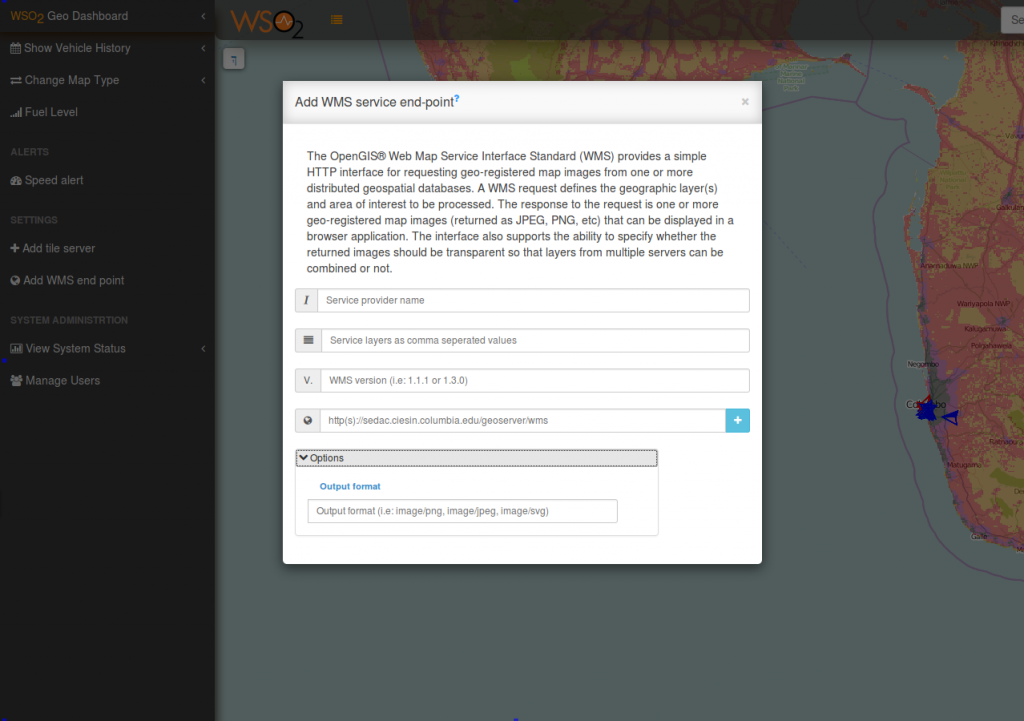 WSO2 Geo Dashboard
WSO2
Se
Show Vehicle History
Change Map Type
Fuel Level
ALERTS
Speed alert
SETTINGS
Add tile server
Add WMS end point
SYSTEM ADMINISTRTION
View System Status
Manage Users
Add WMS service end-point?
×
The OpenGIS® Web Map Service Interface Standard (WMS) provides a simple
HTTP interface for requesting geo-registered map images from one or more
distributed geospatial databases. A WMS request defines the geographic layer(s)
and area of interest to be processed. The response to the request is one or more
geo-registered map images (returned as JPEG, PNG, etc) that can be displayed in a
browser application. The interface also supports the ability to specify whether the
returned images should be transparent so that layers from multiple servers can be
combined or not.
I
Service provider name
Service layers as comma seperated values
V.
WMS version (i.e: 1.1.1 or 1.3.0)
http(s)://sedac.ciesin.columbia.edu/geoserver/wms
+
Options
Output format
Output format (i.e: image/png, image/jpeg, image/svg)
Anamaduwa NWP
Wariyapola NWP
Negombo
Matugama
Galle